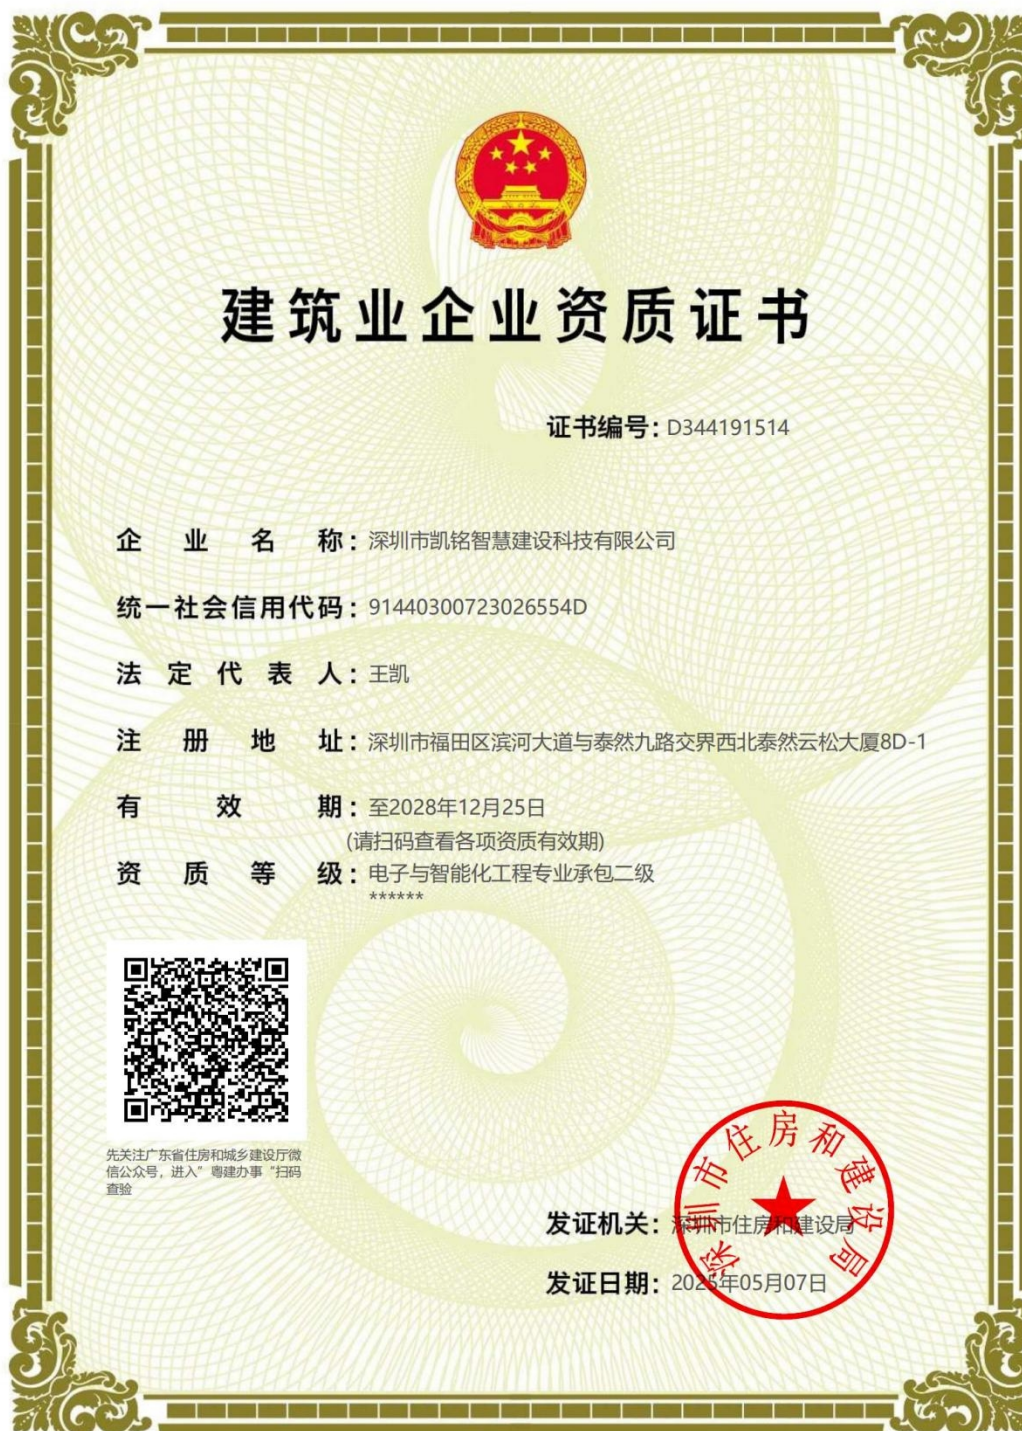 建筑业企业资质证书
证书编号：D344191514
企业名称：深圳市凯铭智慧建设科技有限公司
统一社会信用代码：91440300723026554D
法定代表人：王凯
注册地址：深圳市福田区滨河大道与泰然九路交界西北泰然云松大厦8D-1
有效期：至2028年12月25日
(请扫码查看各项资质有效期)
资质等级：电子与智能化工程专业承包二级
******
先关注广东省住房和城乡建设厅微
信公众号，进入”粤建办事“扫码
查验
深圳市住房和建设局
发证机关：深圳市住房和建设局
发证日期：2025年05月07日